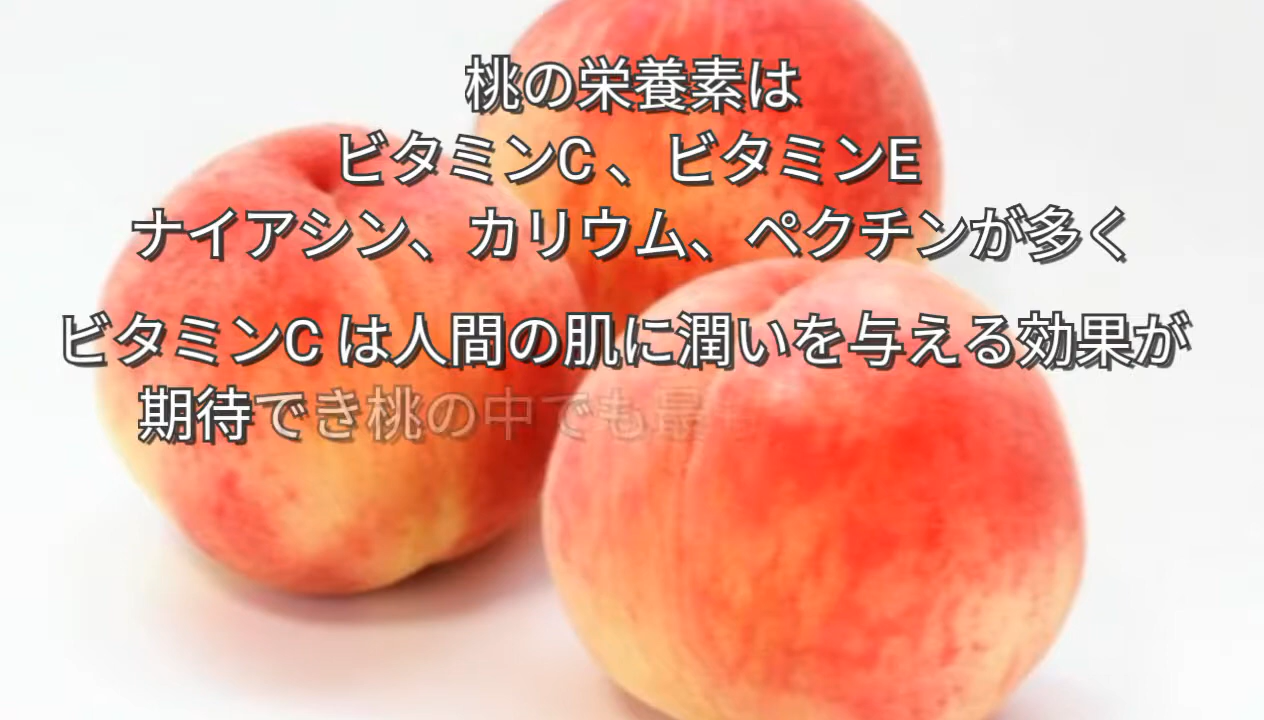 桃の栄養素は
ビタミンC、ビタミンE
ナイアシン、カリウム、ペクチンが多く
ビタミンCは人間の肌に潤いを与える効果が
期待でき桃の中でも最も